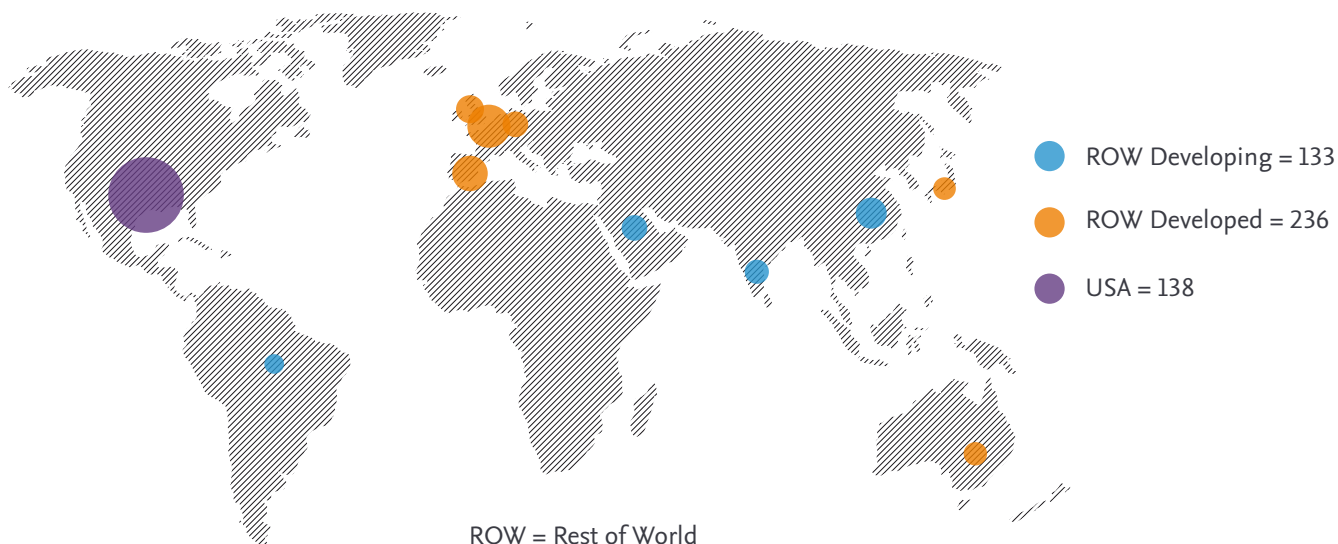 ROW Developing = 133
ROW Developed = 236
USA = 138
ROW = Rest of World